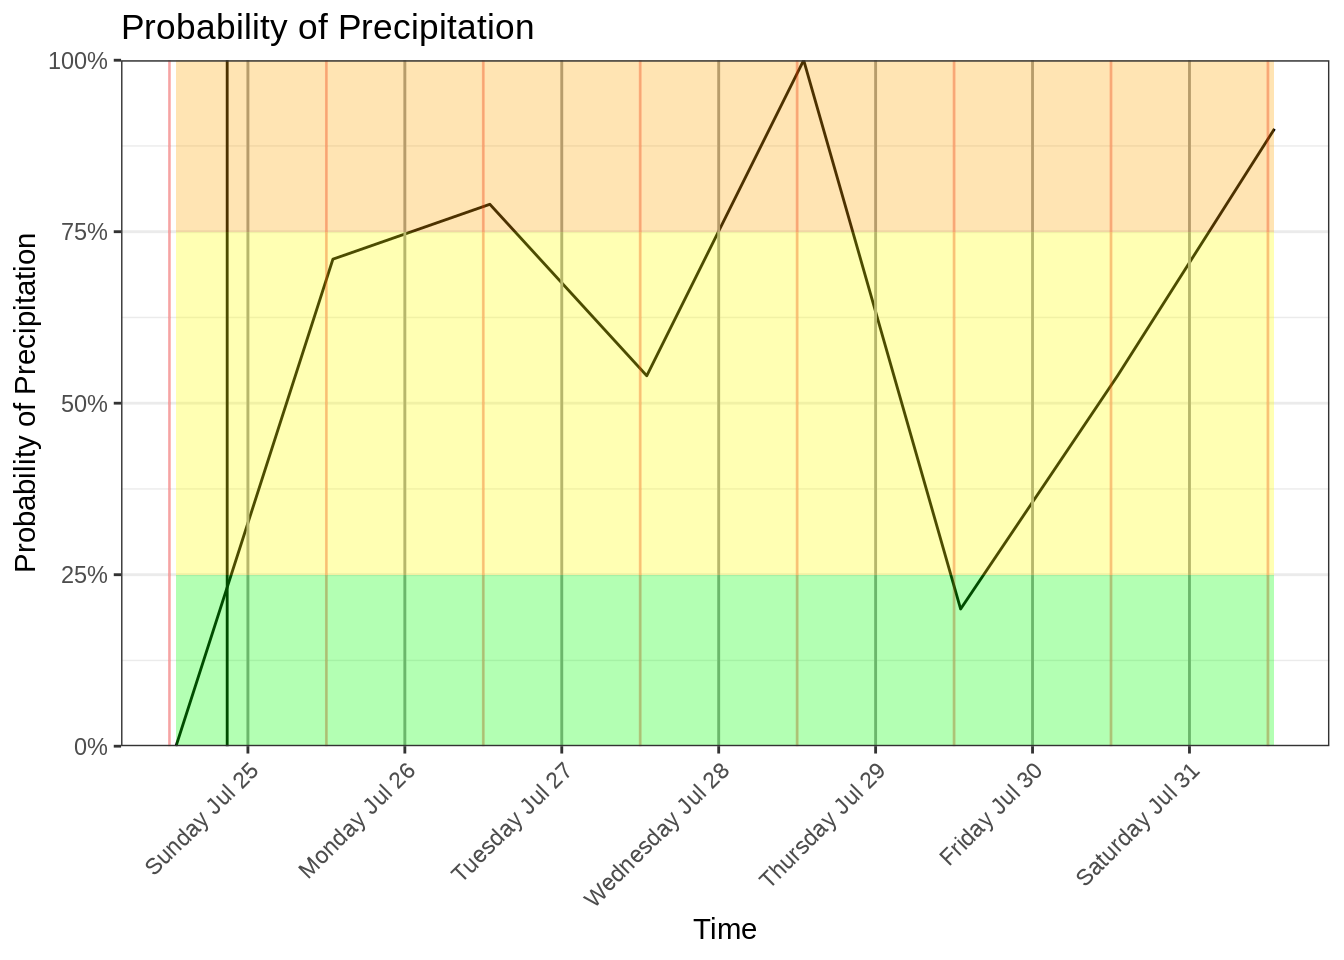 Probability of Precipitation
Probability of Precipitation
100%
75%
50%
25%
0%
Sunday Jul 25
Monday Jul 26
Tuesday Jul 27
Wednesday Jul 28
Thursday Jul 29
Friday Jul 30
Saturday Jul 31
Time